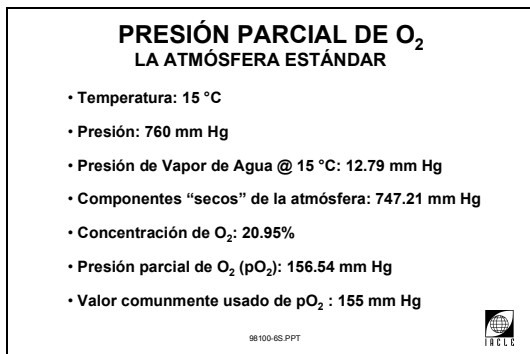 PRESIÓN PARCIAL DE O₂
LA ATMÓSFERA ESTÁNDAR
• Temperatura: 15 °C
• Presión: 760 mm Hg
• Presión de Vapor de Agua @ 15 °C: 12.79 mm Hg
• Componentes “secos” de la atmósfera: 747.21 mm Hg
• Concentración de O₂: 20.95%
• Presión parcial de O₂ (pO₂): 156.54 mm Hg
• Valor comunmente usado de pO₂ : 155 mm Hg
98100-6S.PPT
IACLE